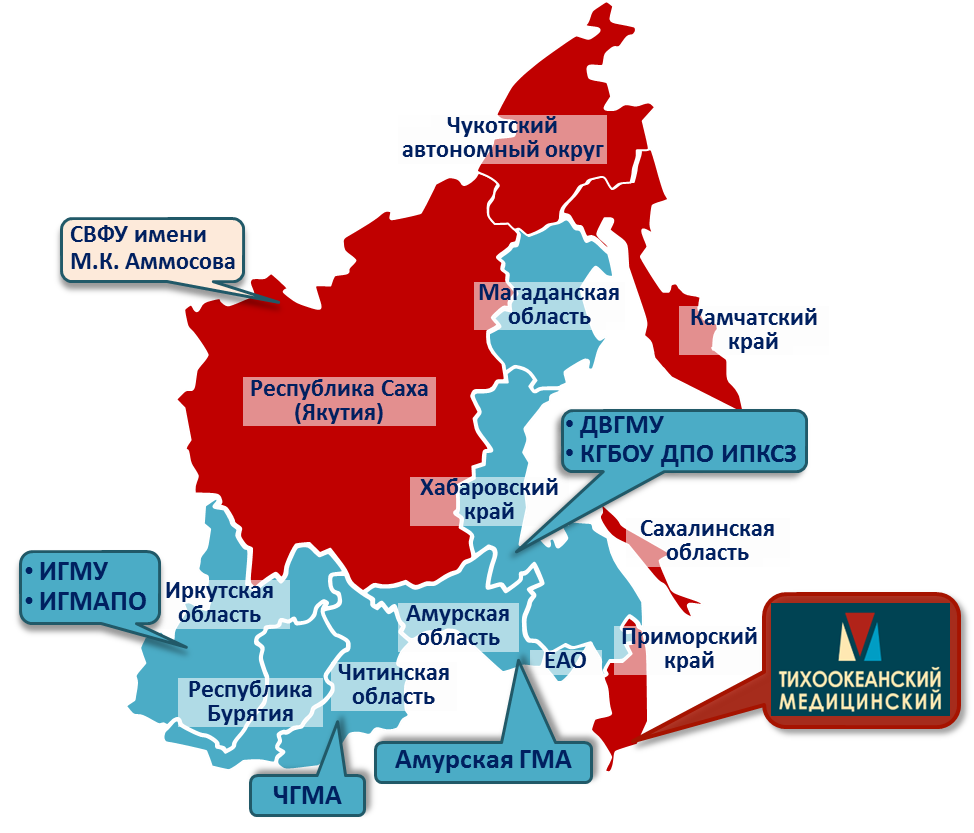 Чукотский
автономный округ
СВФУ имени
М.К. Аммосова
Магаданская
область
Камчатский
край
Республика Саха
(Якутия)
• ДВГМУ
• КГБОУ ДПО ИПКСЗ
Хабаровский
край
Сахалинская
область
• ИГМУ
• ИГМАПО
Иркутская
область
Амурская
область
Приморский
край
ЕАО
Читинская
область
Республика
Бурятия
ТИХООКЕАНСКИЙ
МЕДИЦИНСКИЙ
Амурская ГМА
ЧГМА